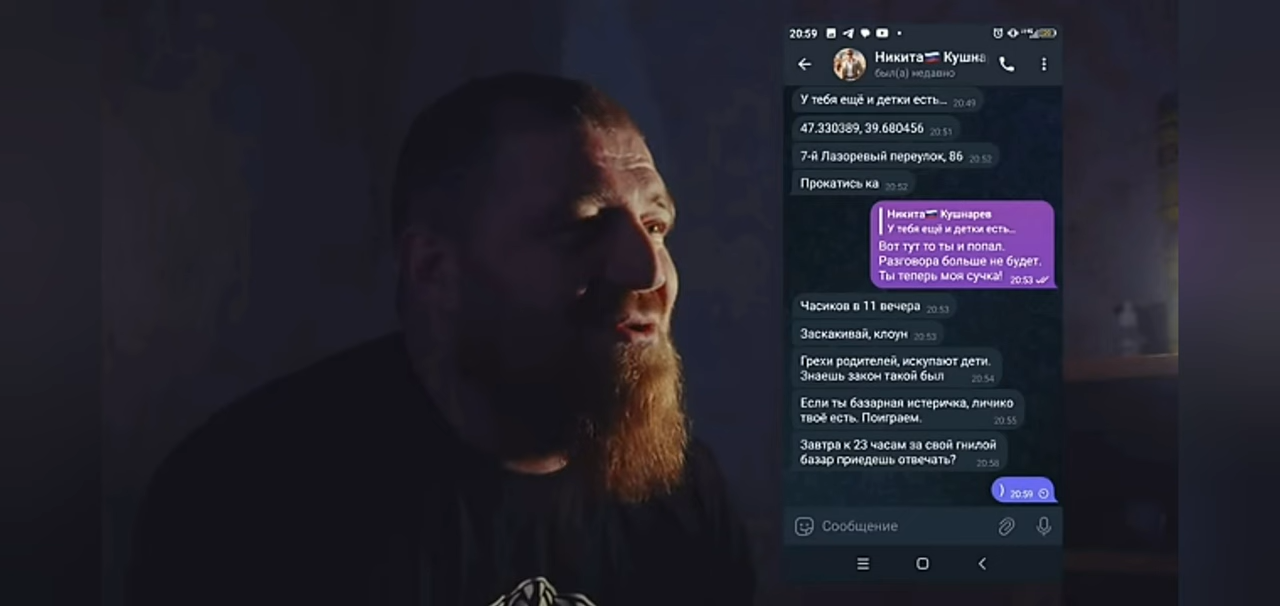 20:59
Никита🇷🇺 Кушна
был(а) недавно
У тебя ещё и детки есть... 20:49
47.330389, 39.680456 20:51
7-й Лазоревый переулок, 86 20:52
Прокатись ка 20:52
Никита🇷🇺 Кушнарев
У тебя ещё и детки есть...
Вот тут то ты и попал.
Разговора больше не будет.
Ты теперь моя сучка! 20:53
Часиков в 11 вечера 20:53
Заскакивай, клоун 20:53
Грехи родителей, искупают дети.
Знаешь закон такой был 20:54
Если ты базарная истеричка, личико
твоё есть. Поиграем. 20:55
Завтра к 23 часам за свой гнилой
базар приедешь отвечать? 20:58
) 20:59
Сообщение